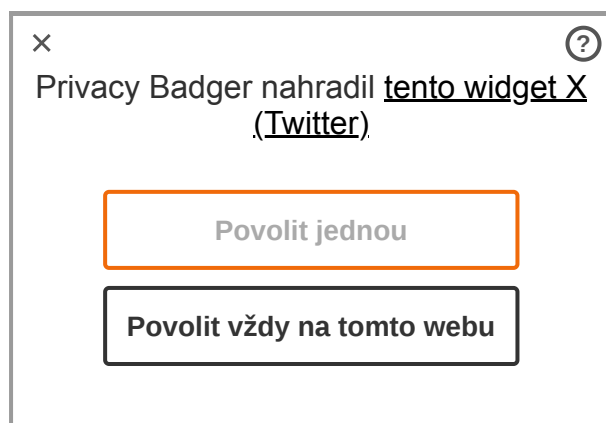 ×
?
Privacy Badger nahradil tento widget X
(Twitter)
Povolit jednou
Povolit vždy na tomto webu